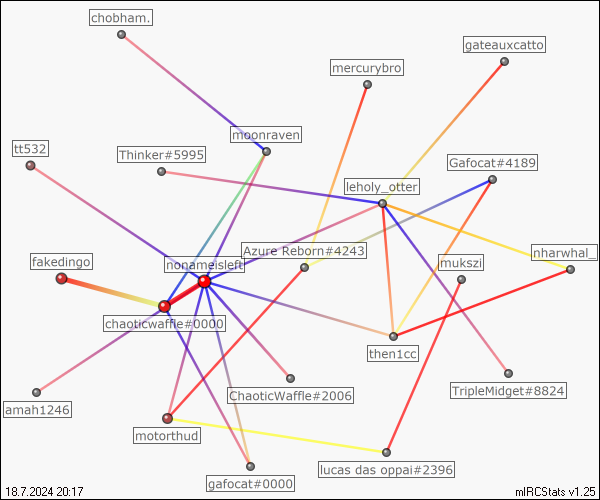 chobham.
gateauxcatto
mercurybro
moonraven
tt532
Thinker#5995
Gafocat#4189
leholy_otter
Azure Reborn#4243
nharwhal_
fakedingo
nonameisleft
mukszi
chaoticwaffle#0000
then1cc
ChaoticWaffle#2006
TripleMidget#8824
amah1246
motorthud
lucas das oppai#2396
gafocat#0000
18.7.2024 20:17
mIRCStats v1.25